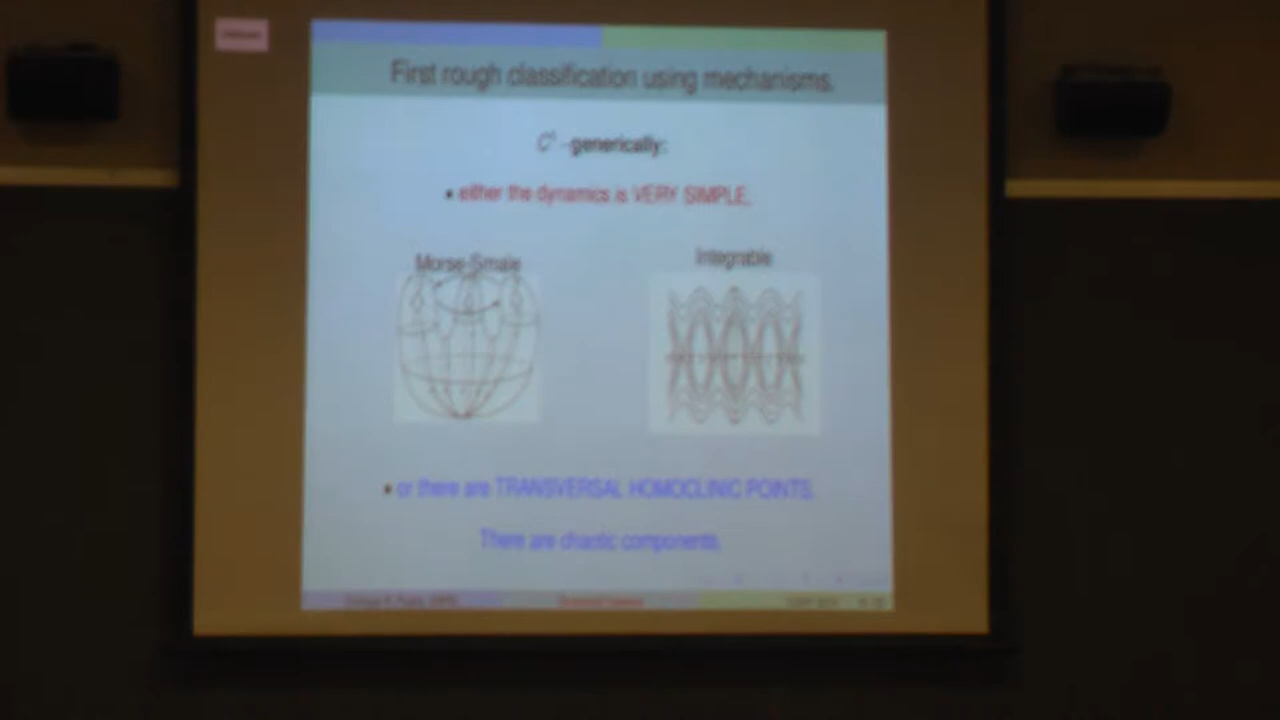 First rough classification using mechanisms.
C¹ -generically:
• either the dynamics is VERY SIMPLE,
Morse-Smale
Integrable
• or there are TRANSVERSAL HOMOCLINIC POINTS.
There are chaotic components.